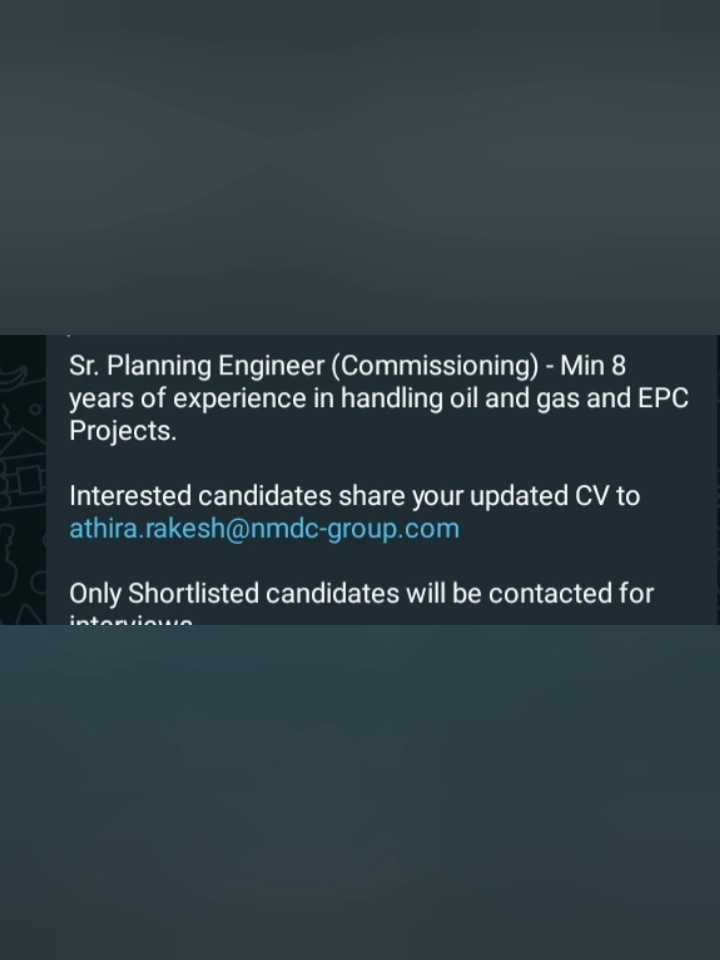 Sr. Planning Engineer (Commissioning) - Min 8
years of experience in handling oil and gas and EPC
Projects.
Interested candidates share your updated CV to
athira.rakesh@nmdc-group.com
Only Shortlisted candidates will be contacted for
interviews